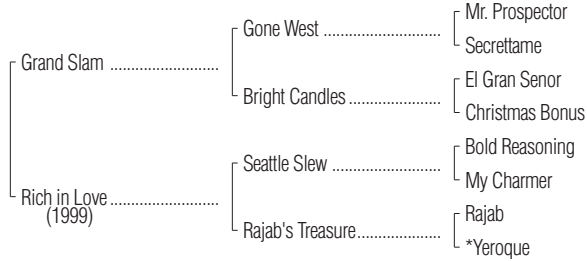 Mr. Prospector
Gone West
Secrettame
Grand Slam
El Gran Senor
Bright Candles
Christmas Bonus
Bold Reasoning
Seattle Slew
My Charmer
Rich in Love
(1999)
Rajab
Rajab's Treasure
*Yeroque